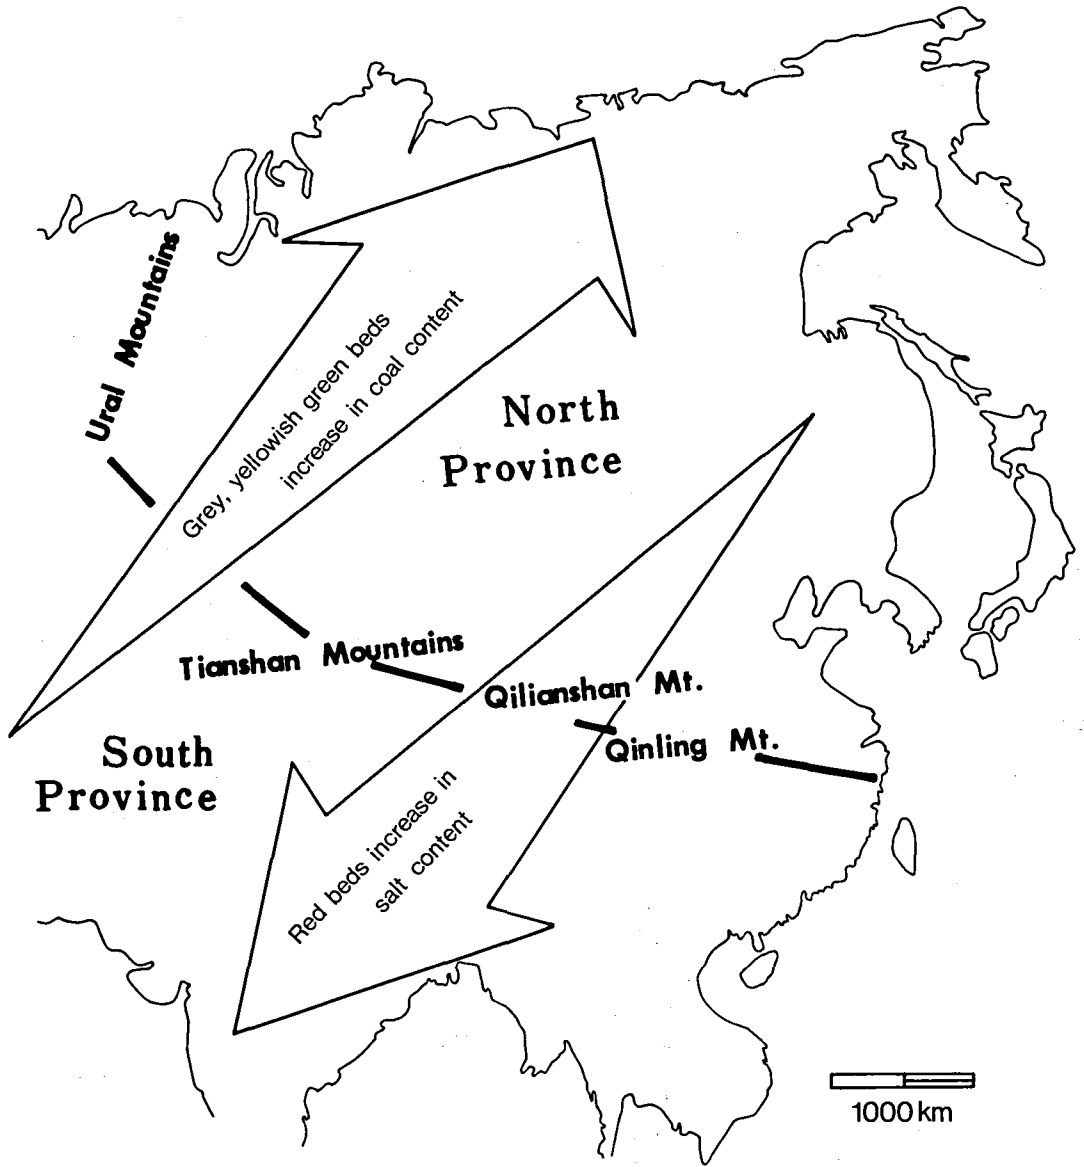 Ural Mountains
Grey, yellowish green beds
increase in coal content
North
Province
Tianshan Mountains
Qilianshan Mt.
Qinling Mt.
South
Province
Red beds increase in
salt content
1000 km